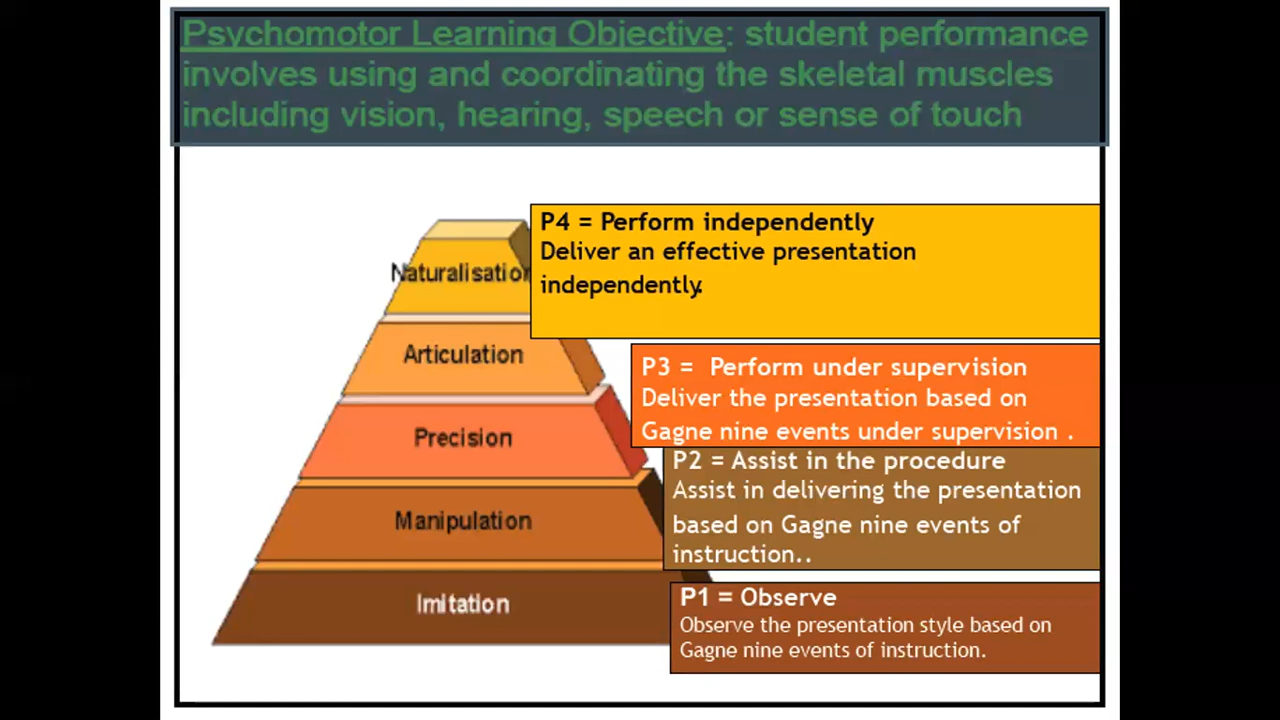 Psychomotor Learning Objective: student performance
involves using and coordinating the skeletal muscles
including vision, hearing, speech or sense of touch
Naturalisation
P4 = Perform independently
Deliver an effective presentation
independently.
Articulation
P3 = Perform under supervision
Deliver the presentation based on
Gagne nine events under supervision .
Precision
P2 = Assist in the procedure
Assist in delivering the presentation
based on Gagne nine events of
instruction..
Manipulation
P1 = Observe
Observe the presentation style based on
Gagne nine events of instruction.
Imitation